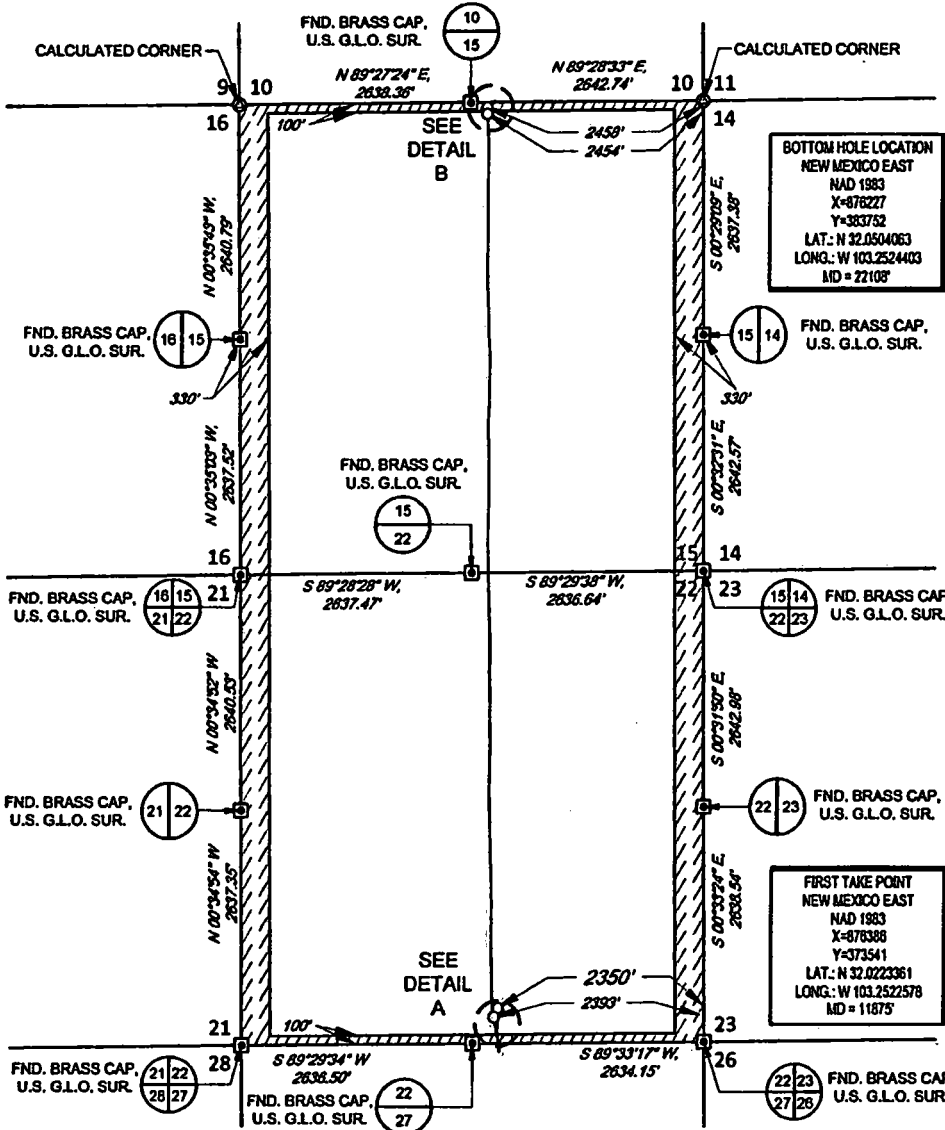 FND. BRASS CAP,
U.S. G.L.O. SUR.
10
15
CALCULATED CORNER
CALCULATED CORNER
N 89°27'24" E,
2638.36'
N 89°28'33" E,
2642.74'
9
10
10
11
16
14
100'
SEE
DETAIL
B
2458'
2454'
BOTTOM HOLE LOCATION
NEW MEXICO EAST
NAD 1983
X=876227
Y=383752
LAT.: N 32.0504063
LONG.: W 103.2524403
MD = 22108'
N 00°35'43" W,
2640.79'
S 00°29'09" E,
2637.38'
FND. BRASS CAP,
U.S. G.L.O. SUR.
16
15
15
14
FND. BRASS CAP,
U.S. G.L.O. SUR.
330'
330'
N 00°35'03" W,
2637.52'
S 00°32'31" E,
2642.57'
FND. BRASS CAP,
U.S. G.L.O. SUR.
15
22
16
21
15
14
22
23
S 89°28'28" W,
2637.47'
S 89°29'38" W,
2636.64'
FND. BRASS CAP,
U.S. G.L.O. SUR.
16 15
21 22
15 14
22 23
FND. BRASS CAP
U.S. G.L.O. SUR.
N 00°34'52" W
2640.53'
S 00°31'50" E,
2642.98'
FND. BRASS CAP,
U.S. G.L.O. SUR.
21
22
22
23
FND. BRASS CAP,
U.S. G.L.O. SUR.
N 00°34'54" W
2637.35'
S 00°33'24" E,
2638.54'
FIRST TAKE POINT
NEW MEXICO EAST
NAD 1983
X=876386
Y=373541
LAT.: N 32.0223361
LONG.: W 103.2522578
MD = 11875'
SEE
DETAIL
A
2350'
2393'
100'
21
28
23
26
S 89°29'34" W
2636.50'
S 89°33'17" W,
2634.15'
FND. BRASS CAP,
U.S. G.L.O. SUR.
21 22
28 27
FND. BRASS CAP,
U.S. G.L.O. SUR.
22
27
22 23
27 26
FND. BRASS CAP
U.S. G.L.O. SUR.